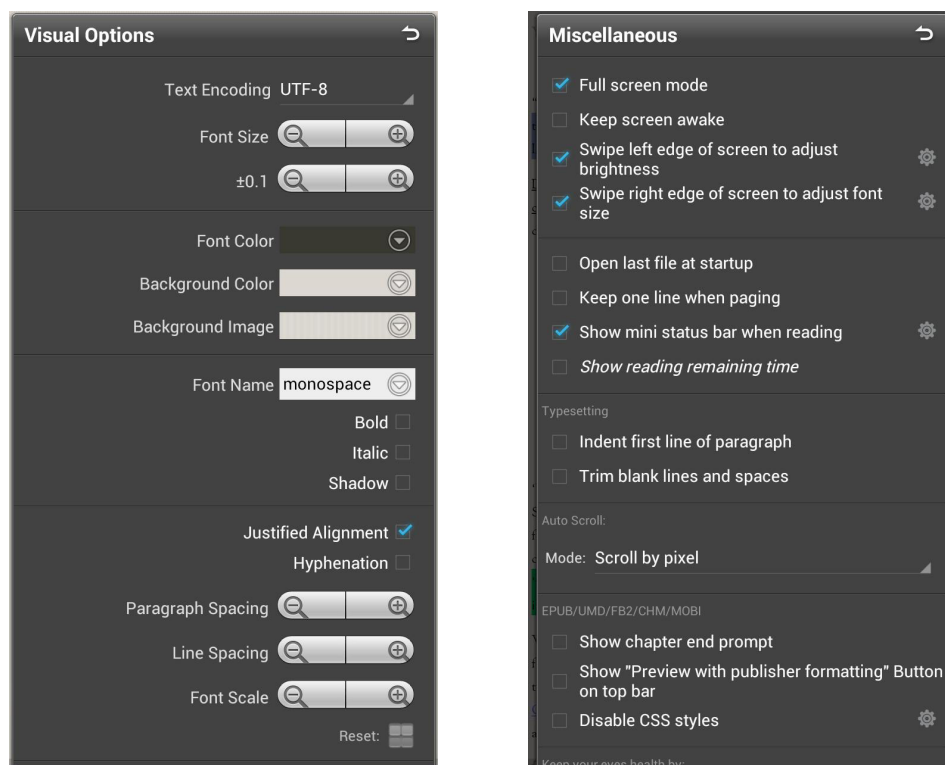 Visual Options
Text Encoding UTF-8
Font Size
±0.1
Font Color
Background Color
Background Image
Font Name monospace
Bold
Italic
Shadow
Justified Alignment
Hyphenation
Paragraph Spacing
Line Spacing
Font Scale
Reset:
Miscellaneous
Full screen mode
Keep screen awake
Swipe left edge of screen to adjust
brightness
Swipe right edge of screen to adjust font
size
Open last file at startup
Keep one line when paging
Show mini status bar when reading
Show reading remaining time
Typesetting
Indent first line of paragraph
Trim blank lines and spaces
Auto Scroll:
Mode: Scroll by pixel
EPUB/UMD/FB2/CHM/MOBI
Show chapter end prompt
Show "Preview with publisher formatting" Button
on top bar
Disable CSS styles
Keep your eyes health by: